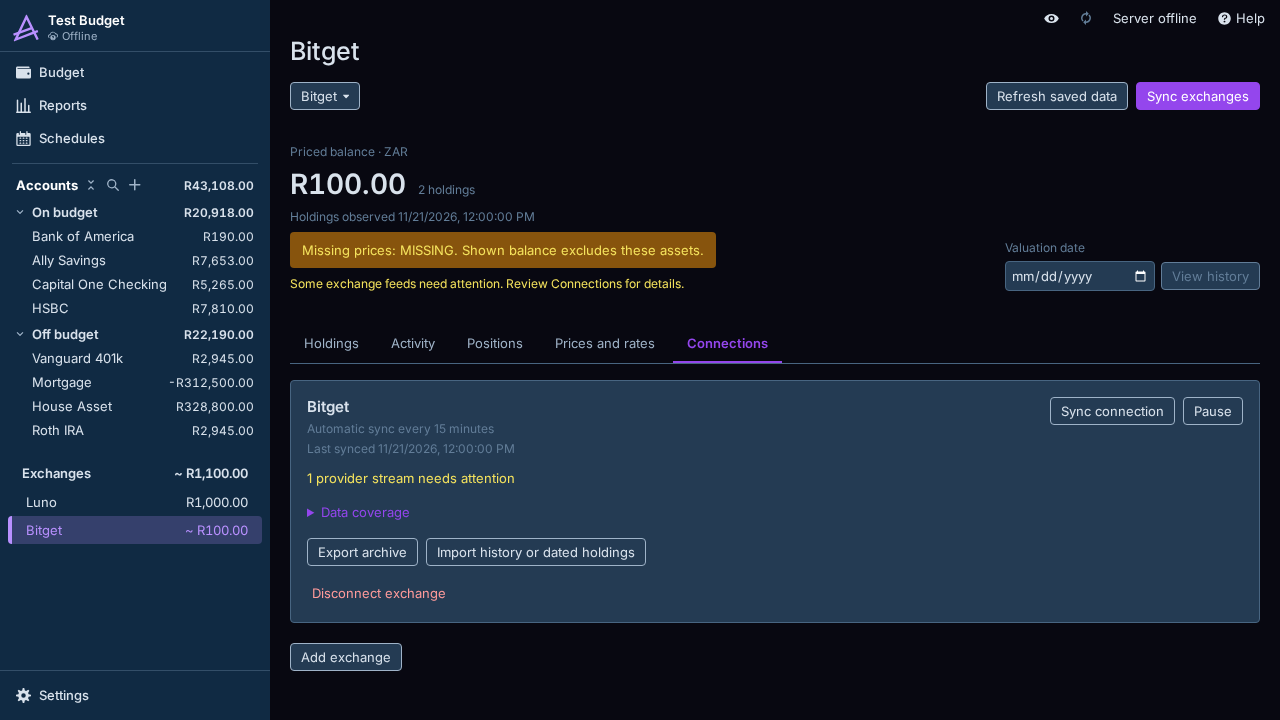 Test Budget
Offline
Budget
Reports
Schedules
Accounts R43,108.00
On budget R20,918.00
Bank of America R190.00
Ally Savings R7,653.00
Capital One Checking R5,265.00
HSBC R7,810.00
Off budget R22,190.00
Vanguard 401k R2,945.00
Mortgage -R312,500.00
House Asset R328,800.00
Roth IRA R2,945.00
Exchanges ~ R1,100.00
Luno R1,000.00
Bitget ~ R100.00
Settings
Server offline Help
Bitget
Bitget Refresh saved data Sync exchanges
Priced balance · ZAR
R100.00 2 holdings
Holdings observed 11/21/2026, 12:00:00 PM
Missing prices: MISSING. Shown balance excludes these assets.
Some exchange feeds need attention. Review Connections for details.
Valuation date
mm/dd/yyyy View history
Holdings Activity Positions Prices and rates Connections
Bitget Sync connection Pause
Automatic sync every 15 minutes
Last synced 11/21/2026, 12:00:00 PM
1 provider stream needs attention
Data coverage
Export archive Import history or dated holdings
Disconnect exchange
Add exchange